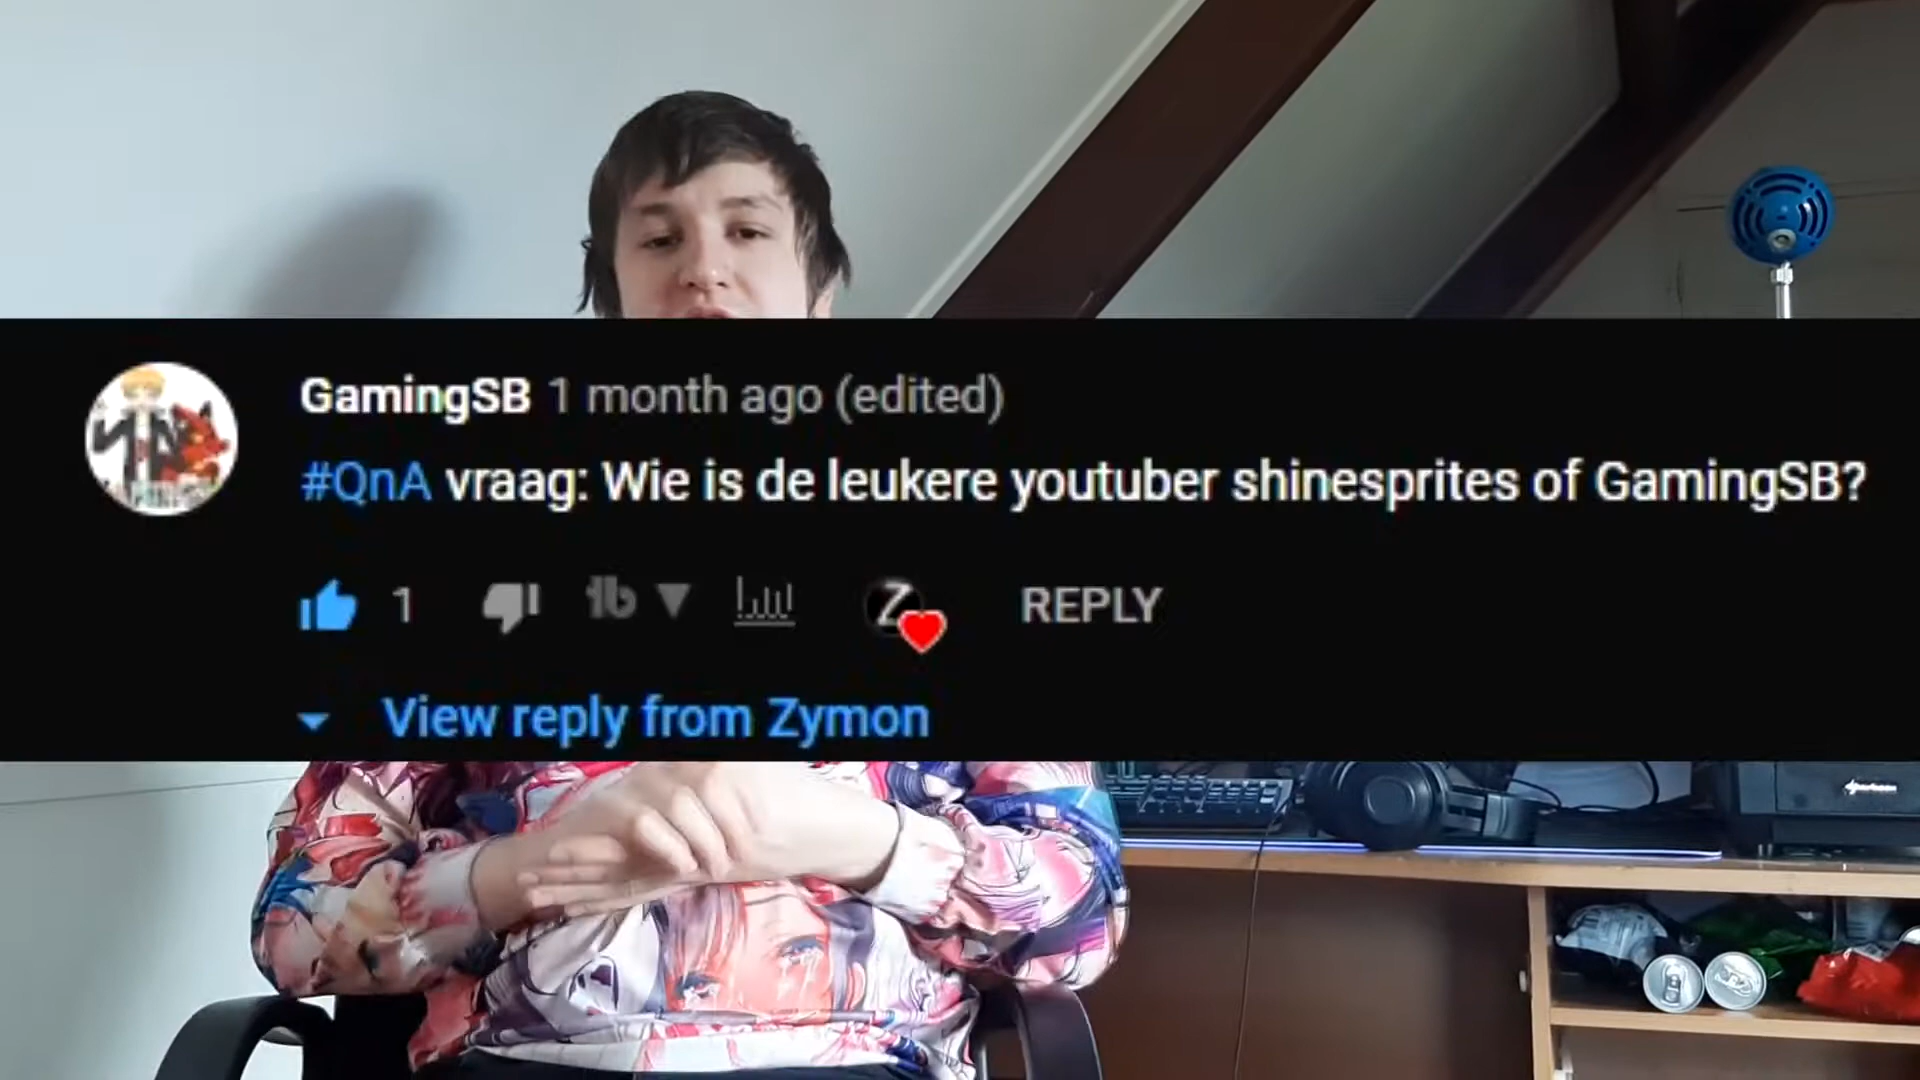 GamingSB 1 month ago (edited)
#QnA vraag: Wie is de leukere youtuber shinesprites of GamingSB?
1
REPLY
View reply from Zymon